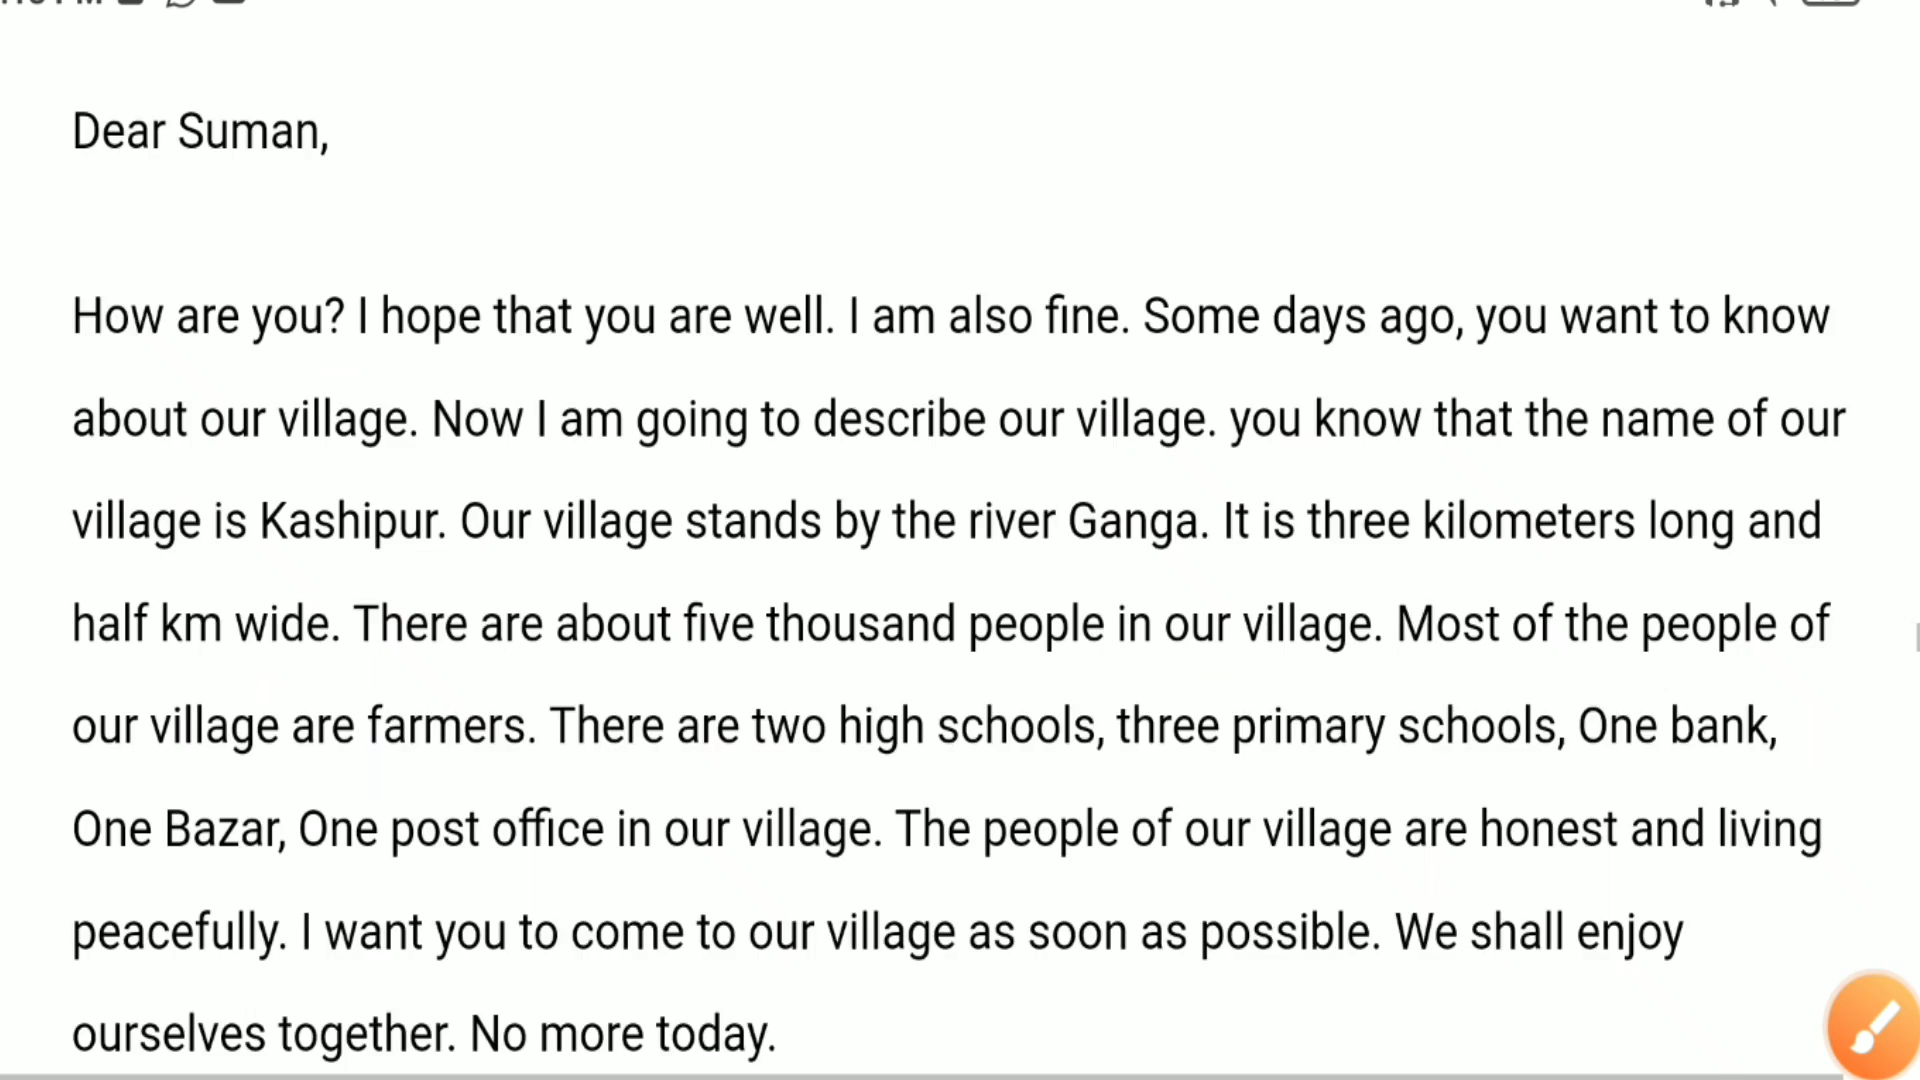 Dear Suman,
How are you? I hope that you are well. I am also fine. Some days ago, you want to know
about our village. Now I am going to describe our village. you know that the name of our
village is Kashipur. Our village stands by the river Ganga. It is three kilometers long and
half km wide. There are about five thousand people in our village. Most of the people of
our village are farmers. There are two high schools, three primary schools, One bank,
One Bazar, One post office in our village. The people of our village are honest and living
peacefully. I want you to come to our village as soon as possible. We shall enjoy
ourselves together. No more today.